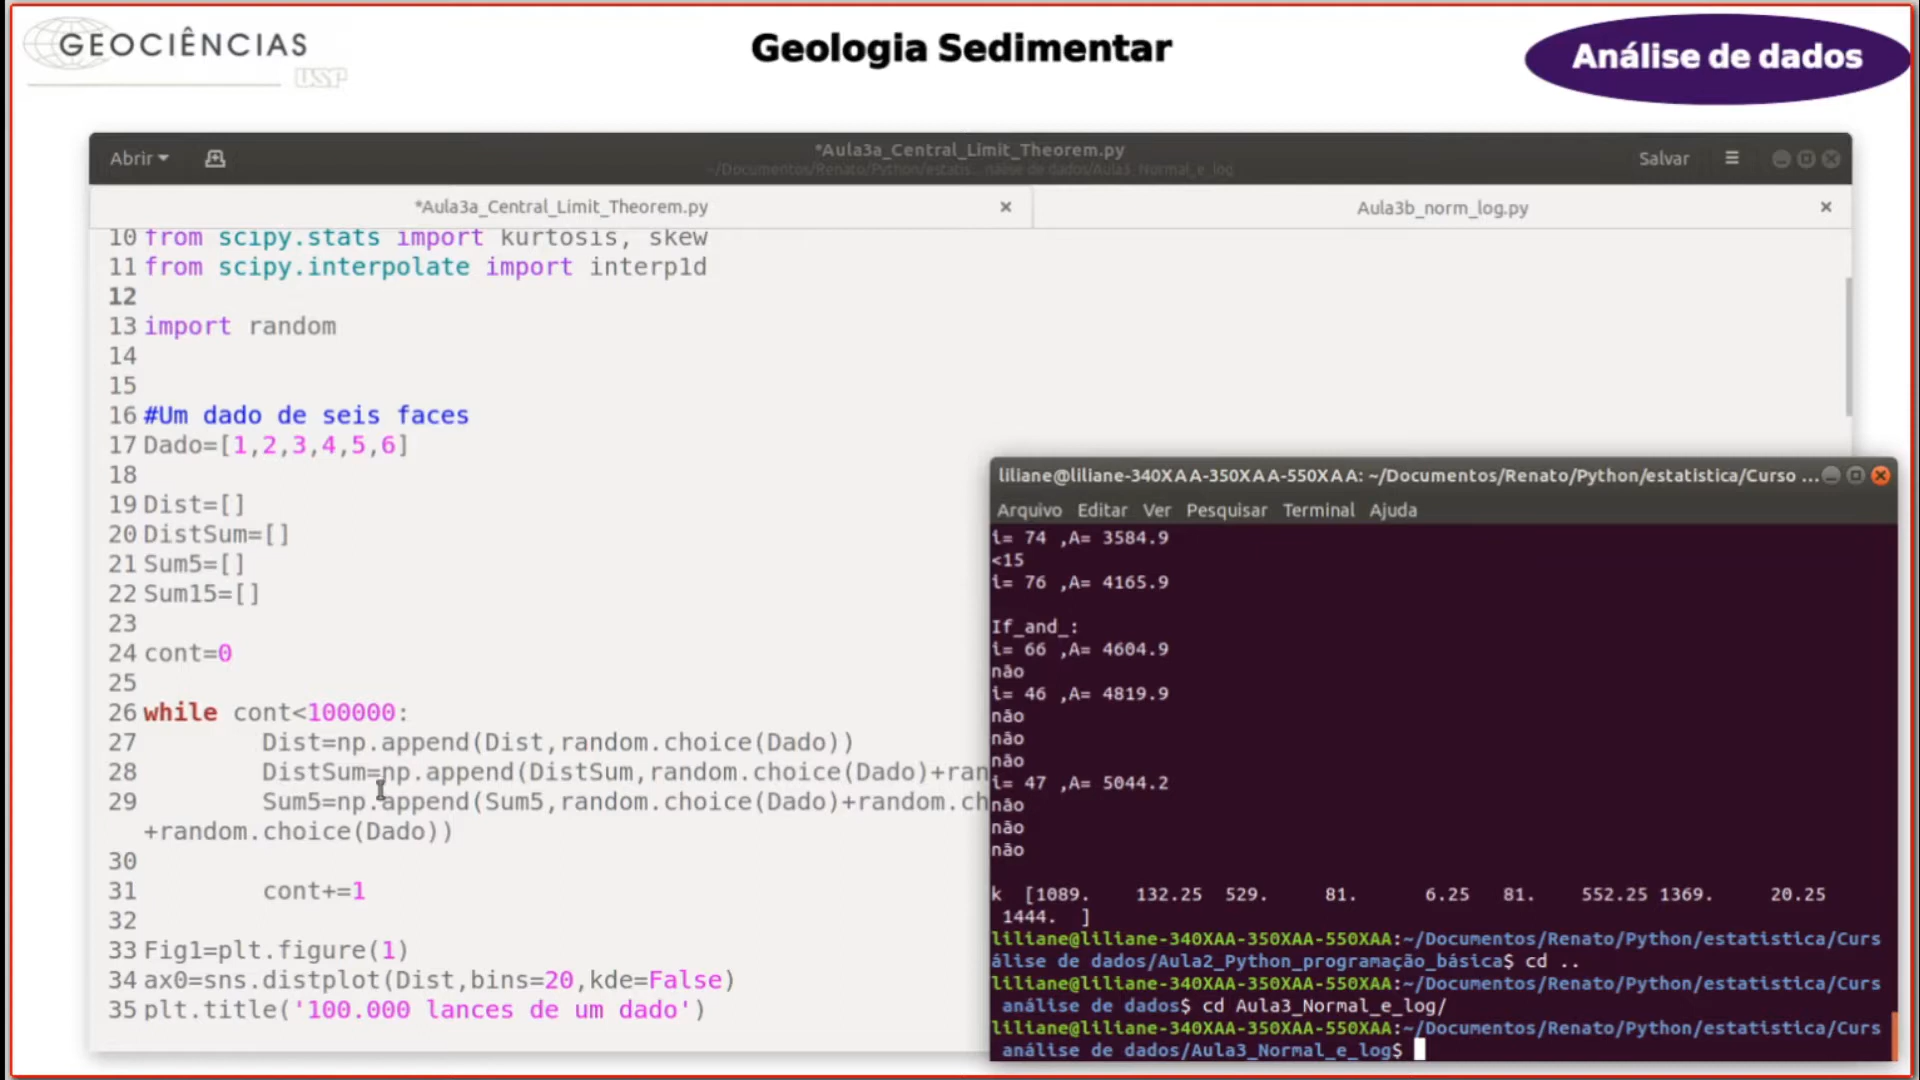 GEOCIÊNCIAS
USP
Geologia Sedimentar
Análise de dados
Abrir
*Aula3a_Central_Limit_Theorem.py
Salvar
*Aula3a_Central_Limit_Theorem.py
Aula3b_norm_log.py
10 from scipy.stats import kurtosis, skew
11 from scipy.interpolate import interp1d
12
13 import random
14
15
16 #Um dado de seis faces
17 Dado=[1,2,3,4,5,6]
18
19 Dist=[]
20 DistSum=[]
21 Sum5=[]
22 Sum15=[]
23
24 cont=0
25
26 while cont<100000:
27 Dist=np.append(Dist,random.choice(Dado))
28 DistSum=np.append(DistSum,random.choice(Dado)+ran
29 Sum5=np.append(Sum5,random.choice(Dado)+random.ch
+random.choice(Dado))
30
31 cont+=1
32
33 Fig1=plt.figure(1)
34 ax0=sns.distplot(Dist,bins=20,kde=False)
35 plt.title('100.000 lances de um dado')
liliane@liliane-340XAA-350XAA-550XAA: ~/Documentos/Renato/Python/estatistica/Curso ...
Arquivo Editar Ver Pesquisar Terminal Ajuda
i= 74 ,A= 3584.9
<15
i= 76 ,A= 4165.9
If_and_:
i= 66 ,A= 4604.9
não
i= 46 ,A= 4819.9
não
não
não
i= 47 ,A= 5044.2
não
não
não
k [1089. 132.25 529. 81. 6.25 81. 552.25 1369. 20.25
1444. ]
liliane@liliane-340XAA-350XAA-550XAA:~/Documentos/Renato/Python/estatistica/Curs
álise de dados/Aula2_Python_programação_básica$ cd ..
liliane@liliane-340XAA-350XAA-550XAA:~/Documentos/Renato/Python/estatistica/Curs
análise de dados$ cd Aula3_Normal_e_log/
liliane@liliane-340XAA-350XAA-550XAA:~/Documentos/Renato/Python/estatistica/Curs
análise de dados/Aula3_Normal_e_log$